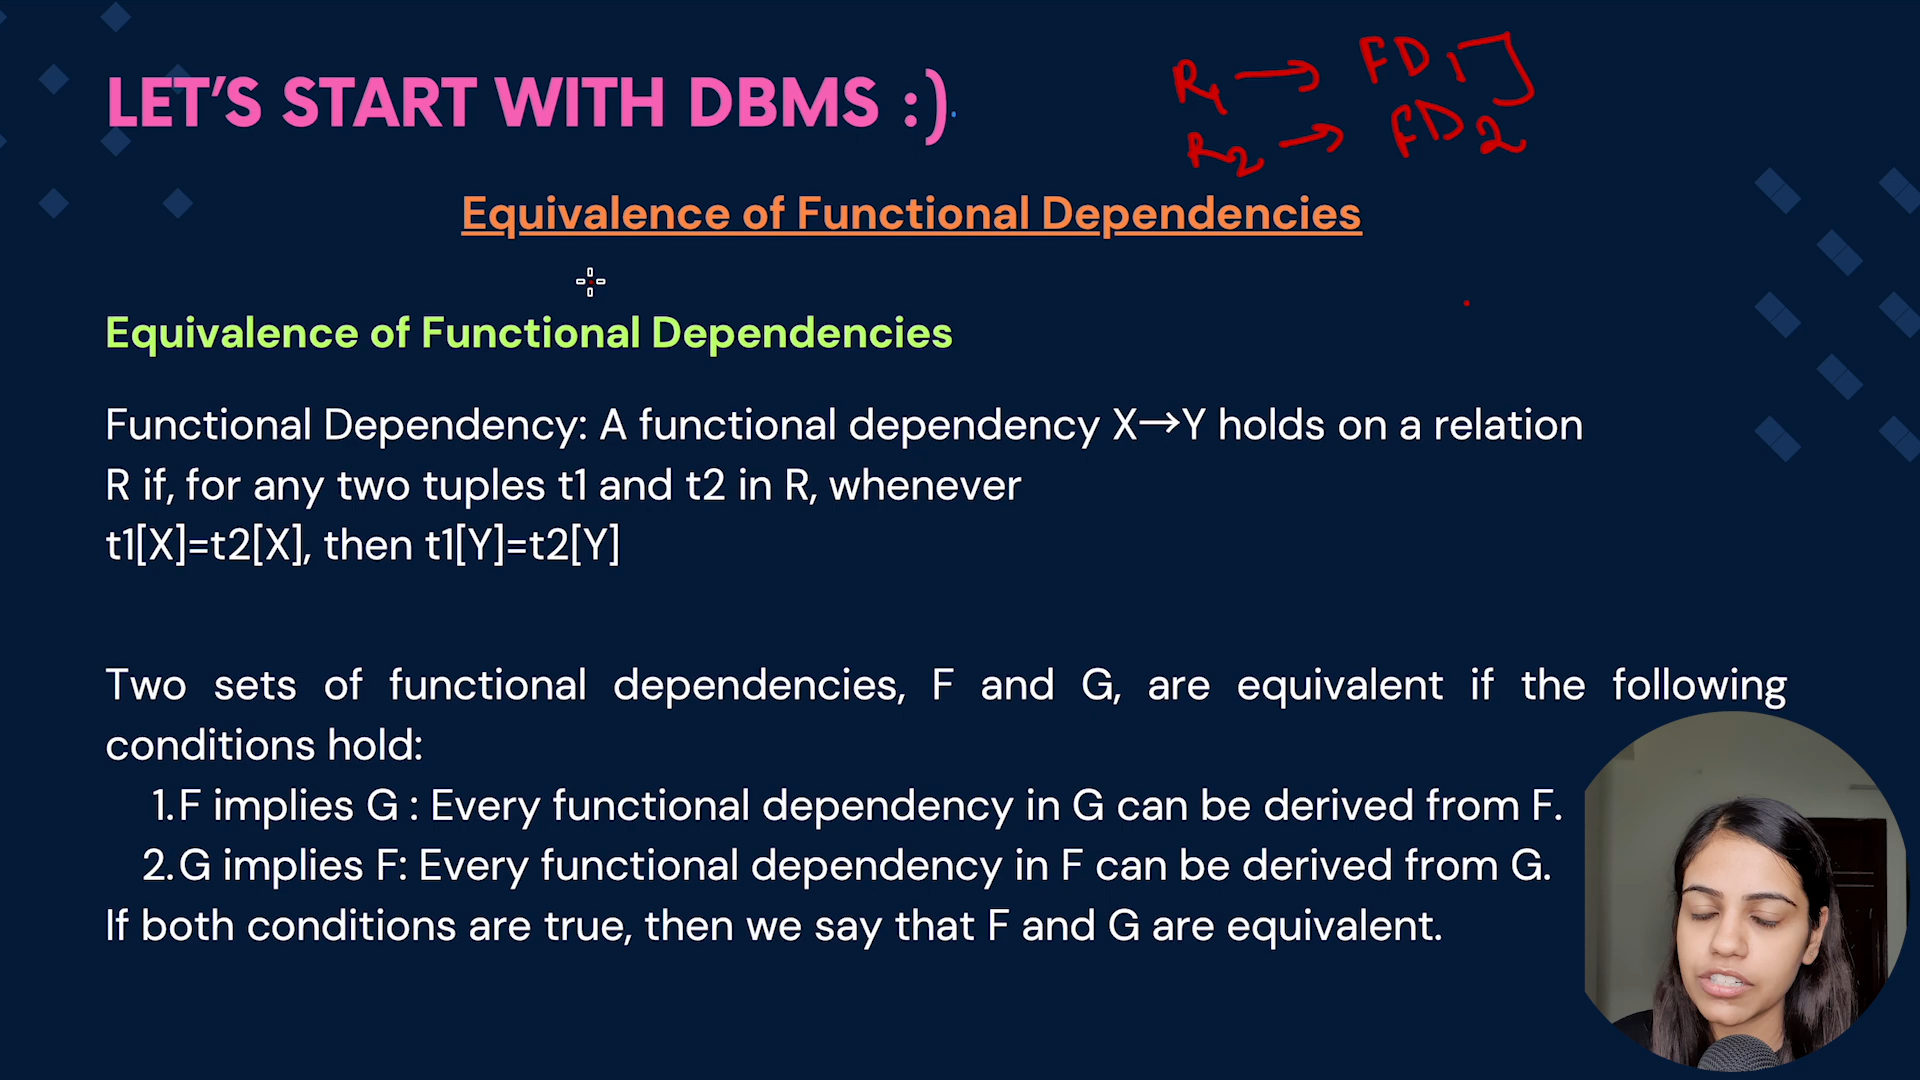 LET'S START WITH DBMS :)
R1 → FD1
R2 → FD2
Equivalence of Functional Dependencies
Equivalence of Functional Dependencies
Functional Dependency: A functional dependency X→Y holds on a relation
R if, for any two tuples t1 and t2 in R, whenever
t1[X]=t2[X], then t1[Y]=t2[Y]
Two sets of functional dependencies, F and G, are equivalent if the following
conditions hold:
1. F implies G : Every functional dependency in G can be derived from F.
2. G implies F: Every functional dependency in F can be derived from G.
If both conditions are true, then we say that F and G are equivalent.